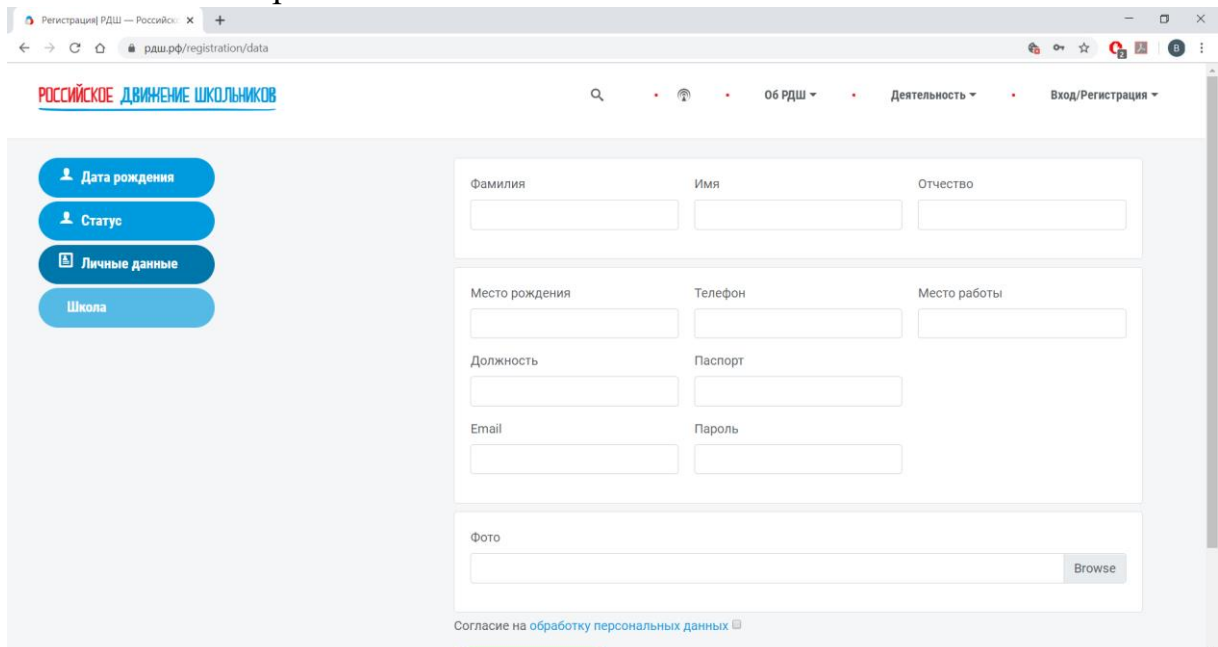 Регистрация| РДШ — Российско
рдш.рф/registration/data
2
В
РОССИЙСКОЕ ДВИЖЕНИЕ ШКОЛЬНИКОВ
Об РДШ
Деятельность
Вход/Регистрация
Дата рождения
Статус
Личные данные
Школа
Фамилия Имя Отчество
Место рождения Телефон Место работы
Должность Паспорт
Email Пароль
Фото
Browse
Согласие на обработку персональных данных